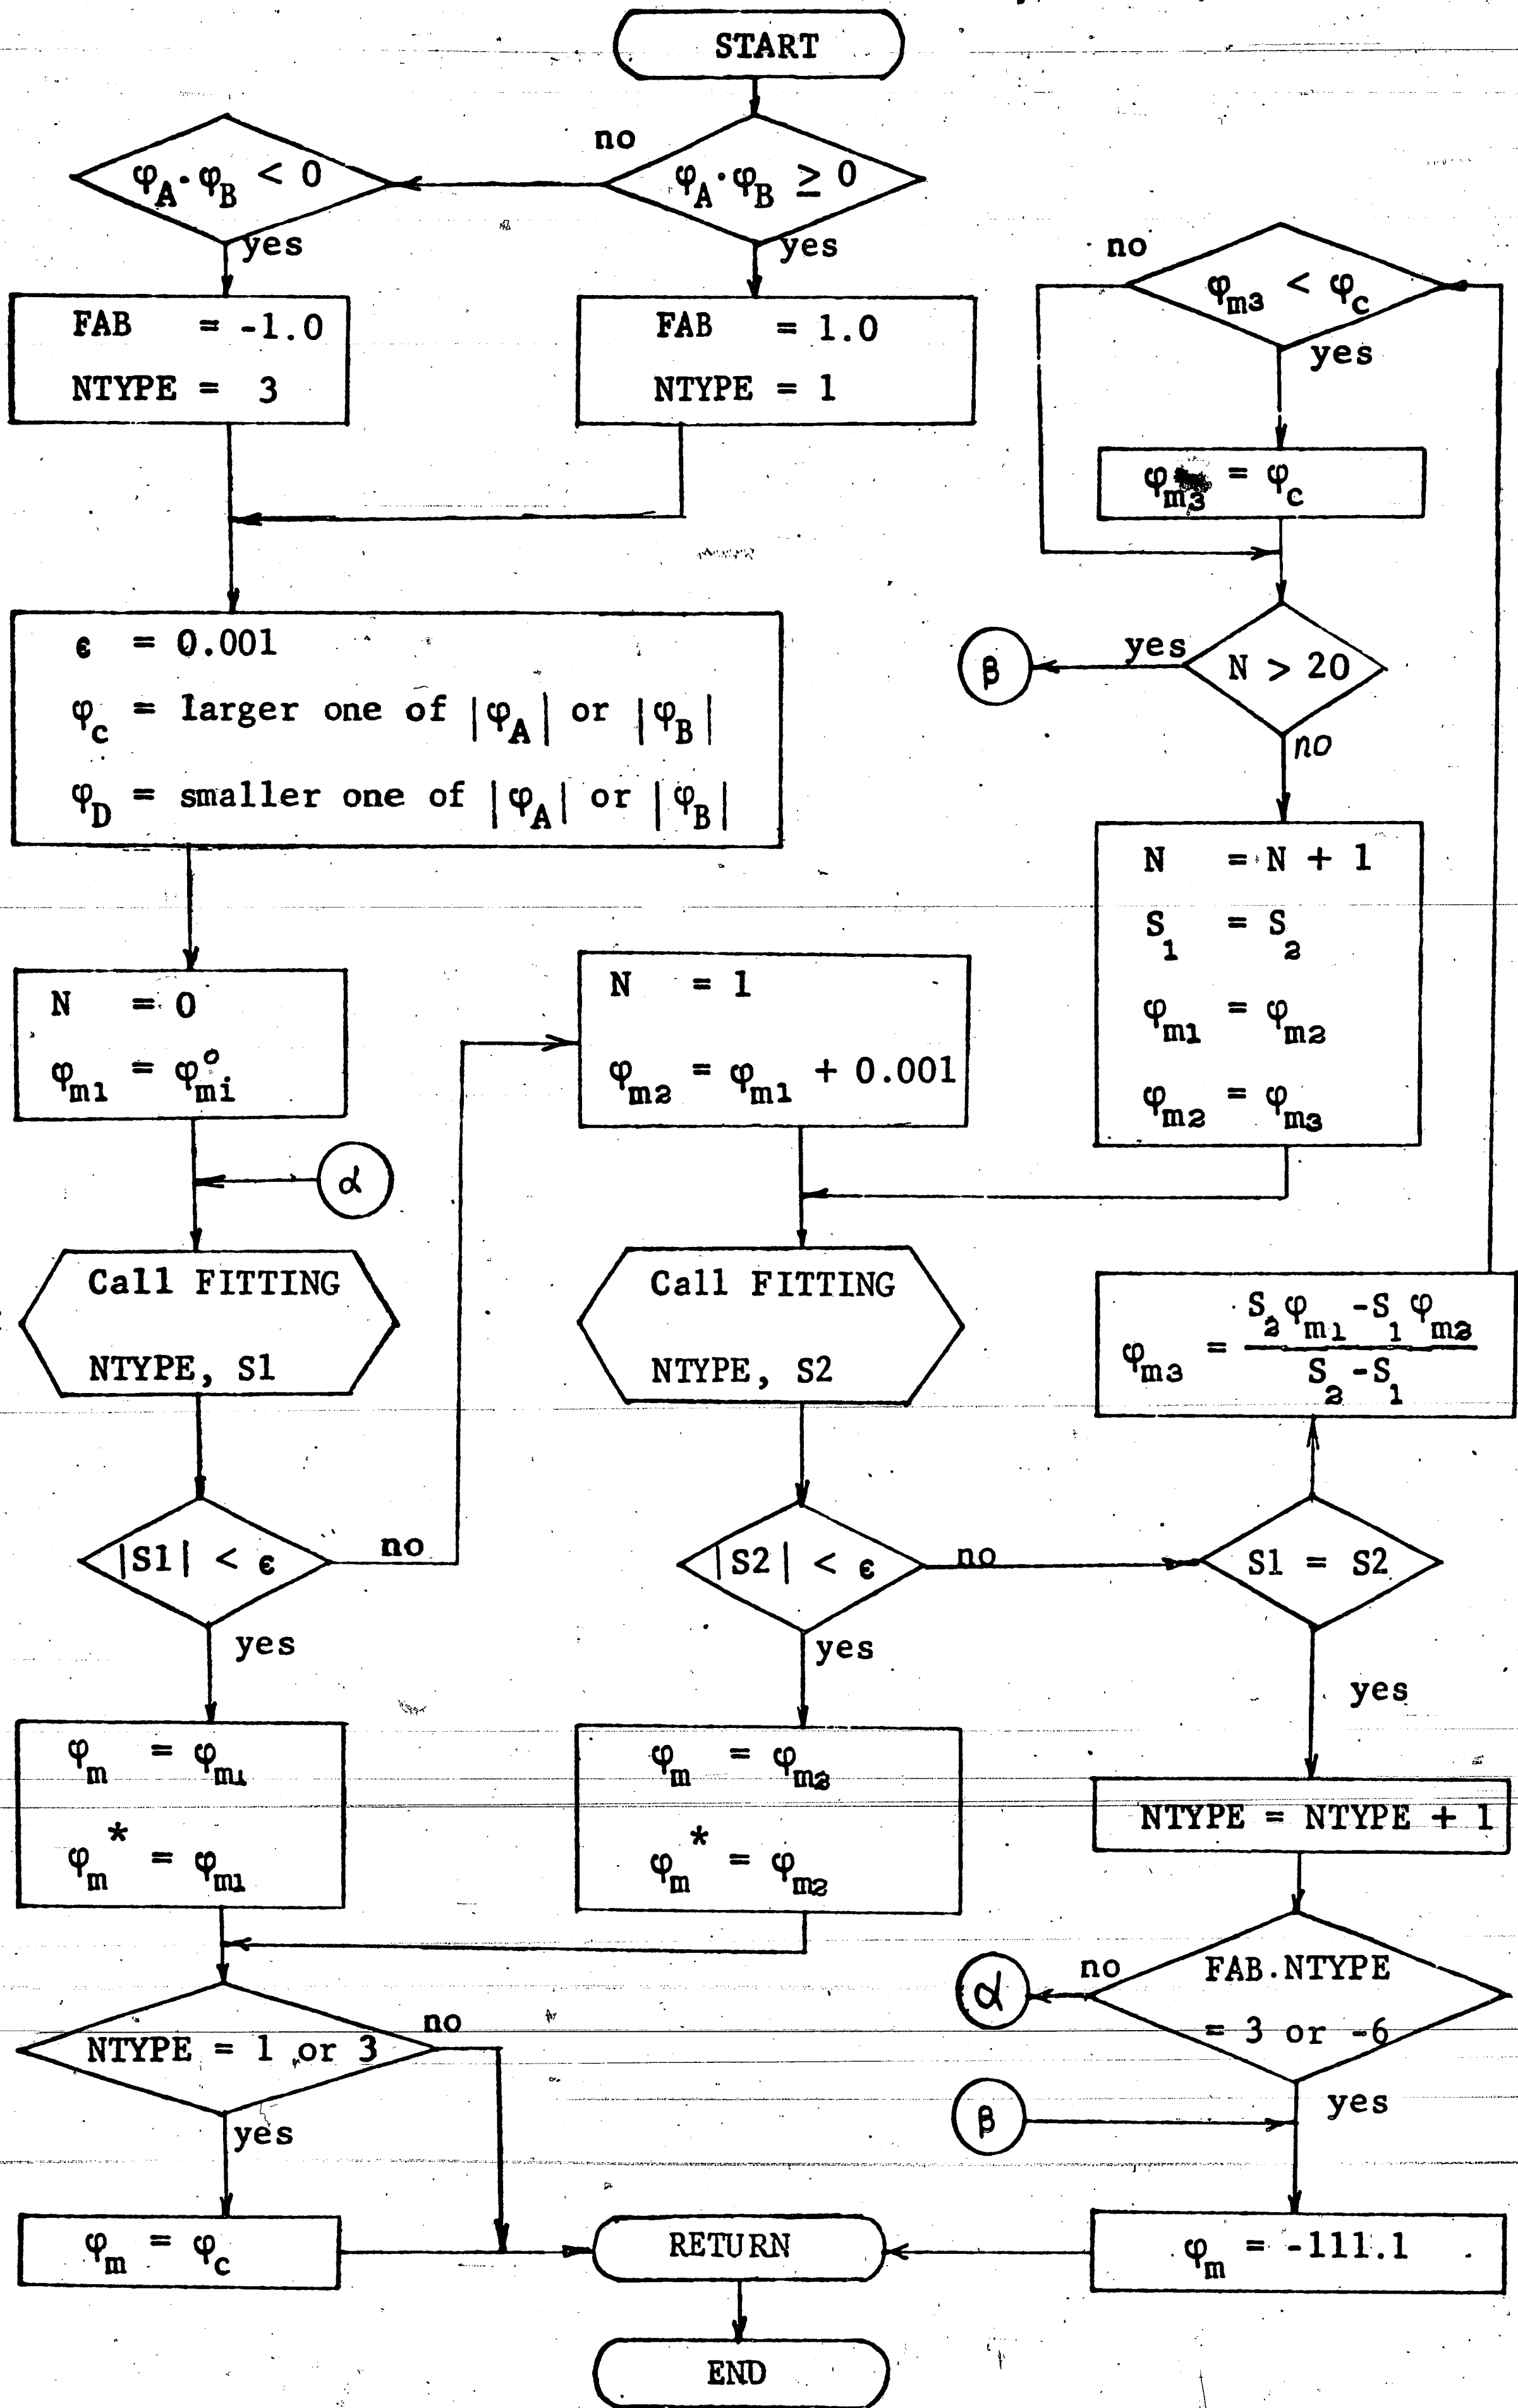 START
no
φA·φB < 0
φA·φB ≥ 0
yes
yes
FAB = -1.0
NTYPE = 3
FAB = 1.0
NTYPE = 1
no
φm3 < φc
yes
φm3 = φc
ε = 0.001
φc = larger one of |φA| or |φB|
φD = smaller one of |φA| or |φB|
β
yes
N > 20
no
N = 0
φm1 = φ°mi
N = 1
φm2 = φm1 + 0.001
N = N + 1
S1 = S2
φm1 = φm2
φm2 = φm3
α
Call FITTING
NTYPE, S1
Call FITTING
NTYPE, S2
φm3 = (S2φm1 - S1φm2) / (S2 - S1)
|S1| < ε
no
|S2| < ε
no
S1 = S2
yes
yes
yes
φm = φm1
φm* = φm1
φm = φm2
φm* = φm2
NTYPE = NTYPE + 1
NTYPE = 1 or 3
no
yes
α
no
FAB.NTYPE
= 3 or -6
yes
β
φm = φc
RETURN
φm = -111.1
END